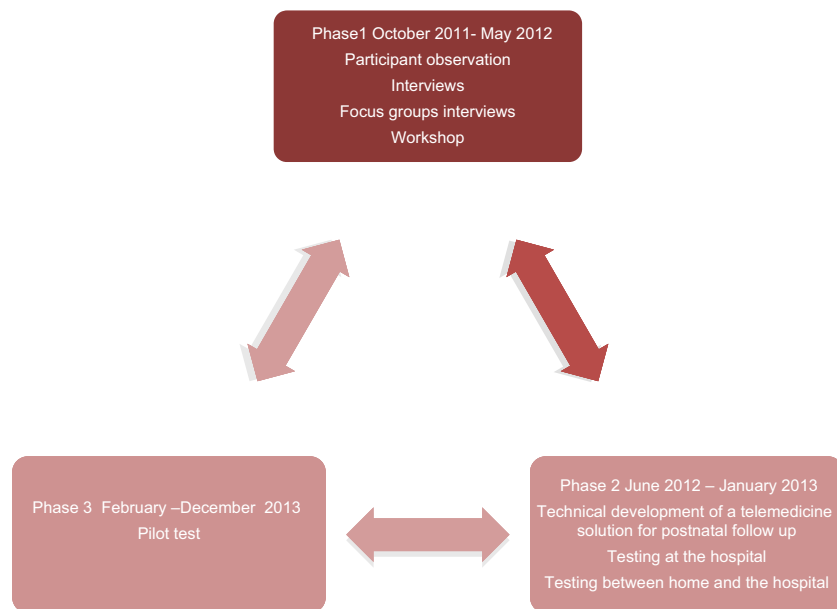 Phase1 October 2011- May 2012
Participant observation
Interviews
Focus groups interviews
Workshop
Phase 3  February –December  2013
Pilot test
Phase 2 June 2012 – January 2013
Technical development of a telemedicine
solution for postnatal follow up
Testing at the hospital
Testing between home and the hospital